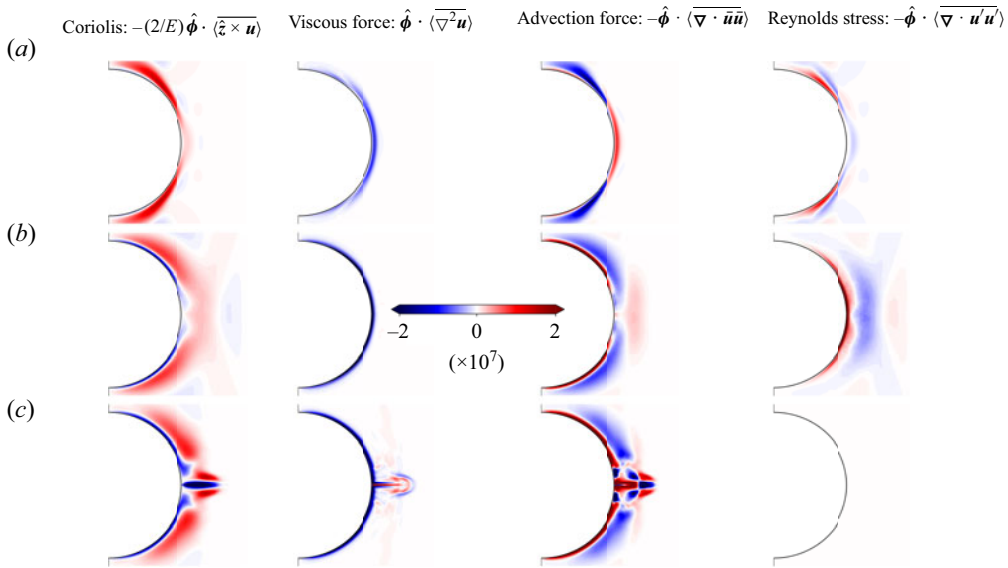 Coriolis: −(2/E) ϕ̂ · ⟨ẑ × u⟩ Viscous force: ϕ̂ · ⟨▽²u⟩ Advection force: −ϕ̂ · ⟨∇ · ūū⟩ Reynolds stress: −ϕ̂ · ⟨∇ · u′u′⟩
(a)
(b)
−2 0 2
(×10⁷)
(c)